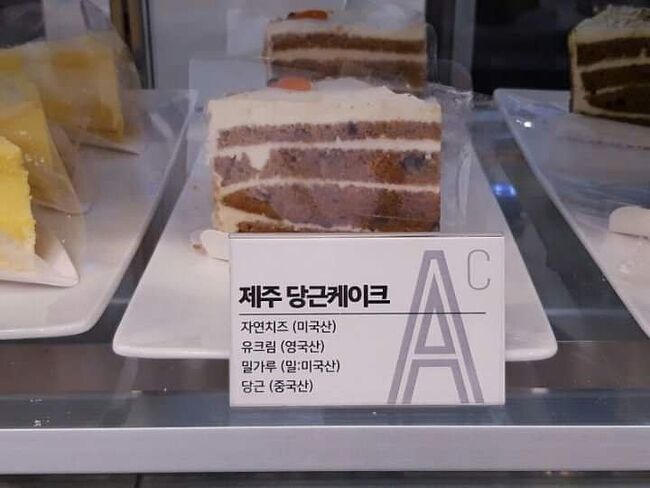 제주 당근케이크
자연치즈 (미국산)
유크림 (영국산)
밀가루 (밀:미국산)
당근 (중국산)
A C